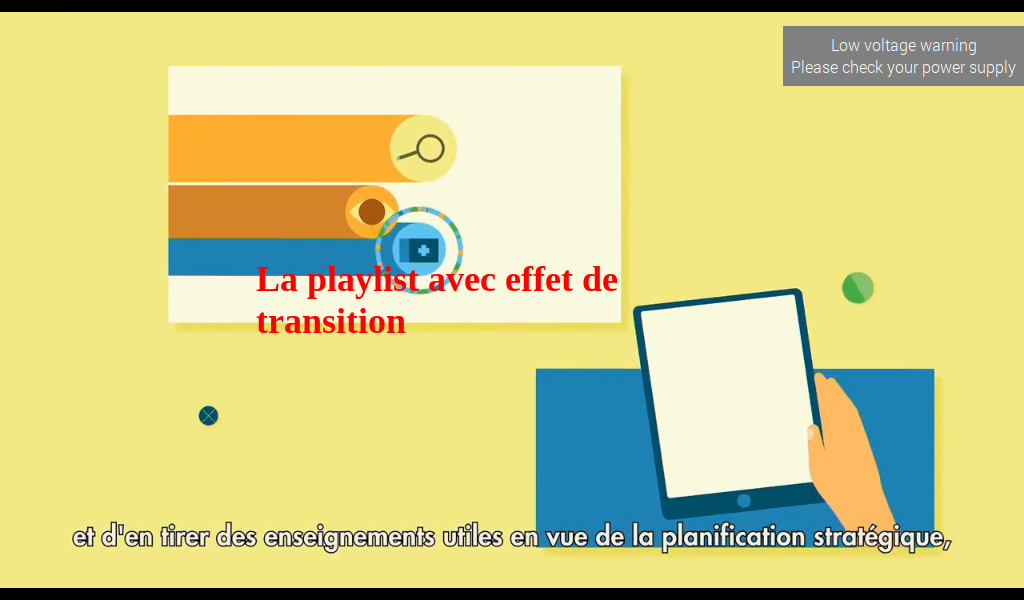 Low voltage warning
Please check your power supply
La playlist avec effet de
transition
et d'en tirer des enseignements utiles en vue de la planification stratégique,